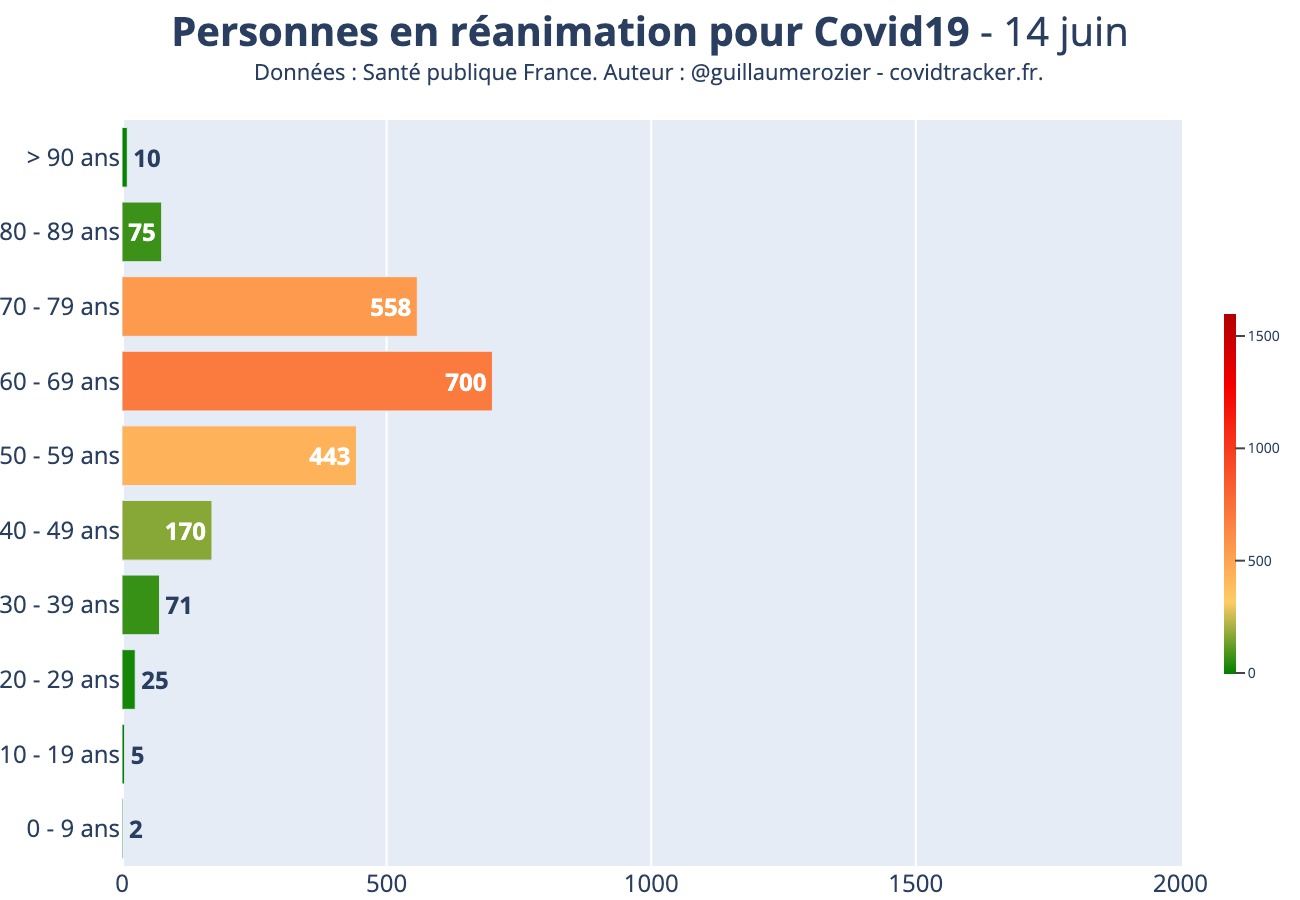 Personnes en réanimation pour Covid19 - 14 juin
Données : Santé publique France. Auteur : @guillaumerozier - covidtracker.fr.
> 90 ans 10
80 - 89 ans 75
70 - 79 ans 558
60 - 69 ans 700
50 - 59 ans 443
40 - 49 ans 170
30 - 39 ans 71
20 - 29 ans 25
10 - 19 ans 5
0 - 9 ans 2
0 500 1000 1500 2000
1500
1000
500
0